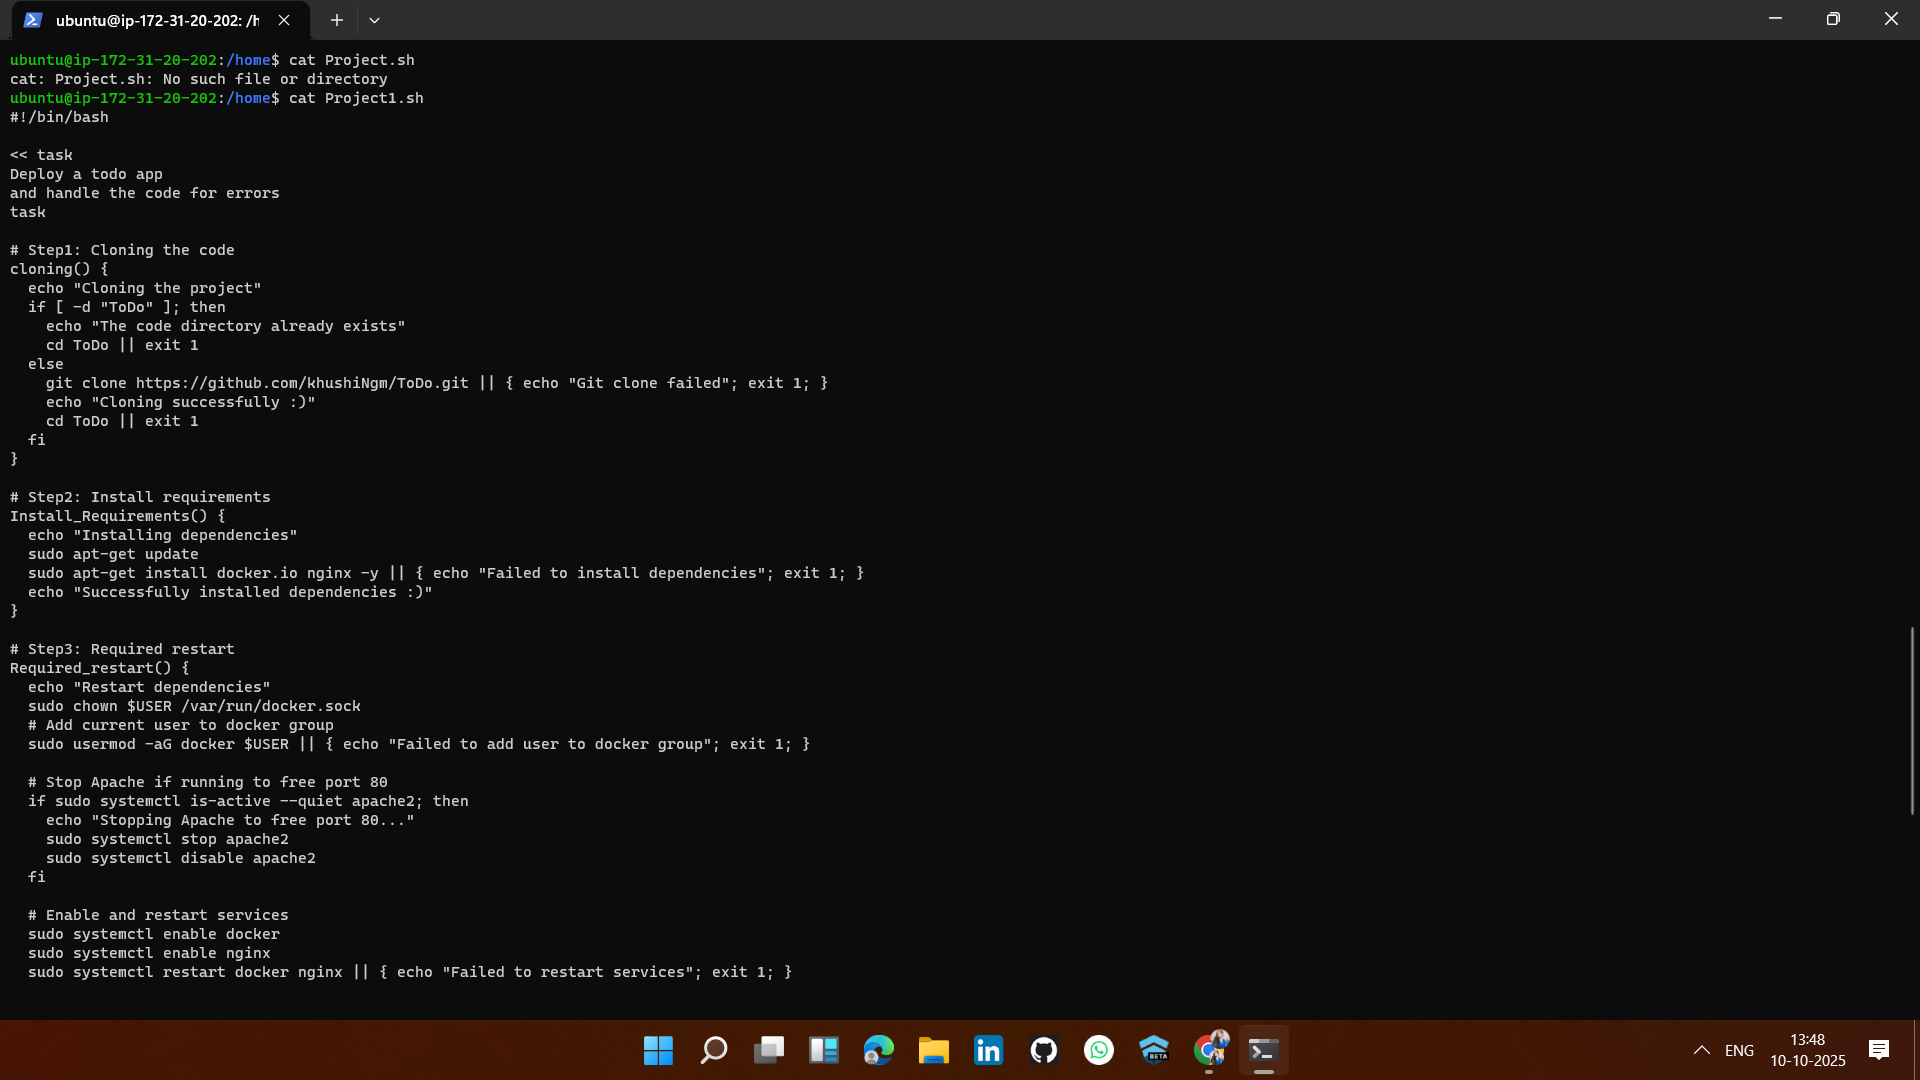 ubuntu@ip-172-31-20-202: /h
ubuntu@ip-172-31-20-202:/home$ cat Project.sh
cat: Project.sh: No such file or directory
ubuntu@ip-172-31-20-202:/home$ cat Project1.sh
#!/bin/bash
<< task
Deploy a todo app
and handle the code for errors
task
# Step1: Cloning the code
cloning() {
  echo "Cloning the project"
  if [ -d "ToDo" ]; then
    echo "The code directory already exists"
    cd ToDo || exit 1
  else
    git clone https://github.com/khushiNgm/ToDo.git || { echo "Git clone failed"; exit 1; }
    echo "Cloning successfully :)"
    cd ToDo || exit 1
  fi
}
# Step2: Install requirements
Install_Requirements() {
  echo "Installing dependencies"
  sudo apt-get update
  sudo apt-get install docker.io nginx -y || { echo "Failed to install dependencies"; exit 1; }
  echo "Successfully installed dependencies :)"
}
# Step3: Required restart
Required_restart() {
  echo "Restart dependencies"
  sudo chown $USER /var/run/docker.sock
  # Add current user to docker group
  sudo usermod -aG docker $USER || { echo "Failed to add user to docker group"; exit 1; }
  # Stop Apache if running to free port 80
  if sudo systemctl is-active --quiet apache2; then
    echo "Stopping Apache to free port 80..."
    sudo systemctl stop apache2
    sudo systemctl disable apache2
  fi
  # Enable and restart services
  sudo systemctl enable docker
  sudo systemctl enable nginx
  sudo systemctl restart docker nginx || { echo "Failed to restart services"; exit 1; }
in
BETA
ENG
13:48
10-10-2025